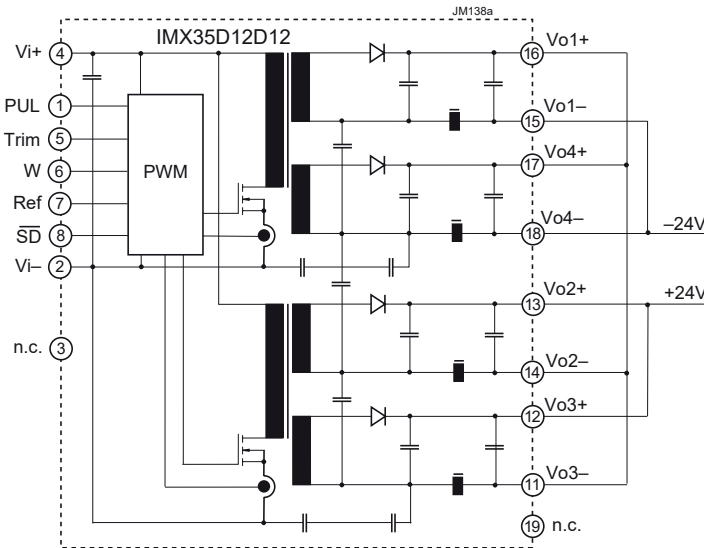 JM138a
IMX35D12D12
Vi+ 4
PUL 1
Trim 5
W 6
Ref 7
S̅D̅ 8
Vi– 2
n.c. 3
PWM
16 Vo1+
15 Vo1–
17 Vo4+
18 Vo4–
–24V
13 Vo2+
+24V
14 Vo2–
12 Vo3+
11 Vo3–
19 n.c.